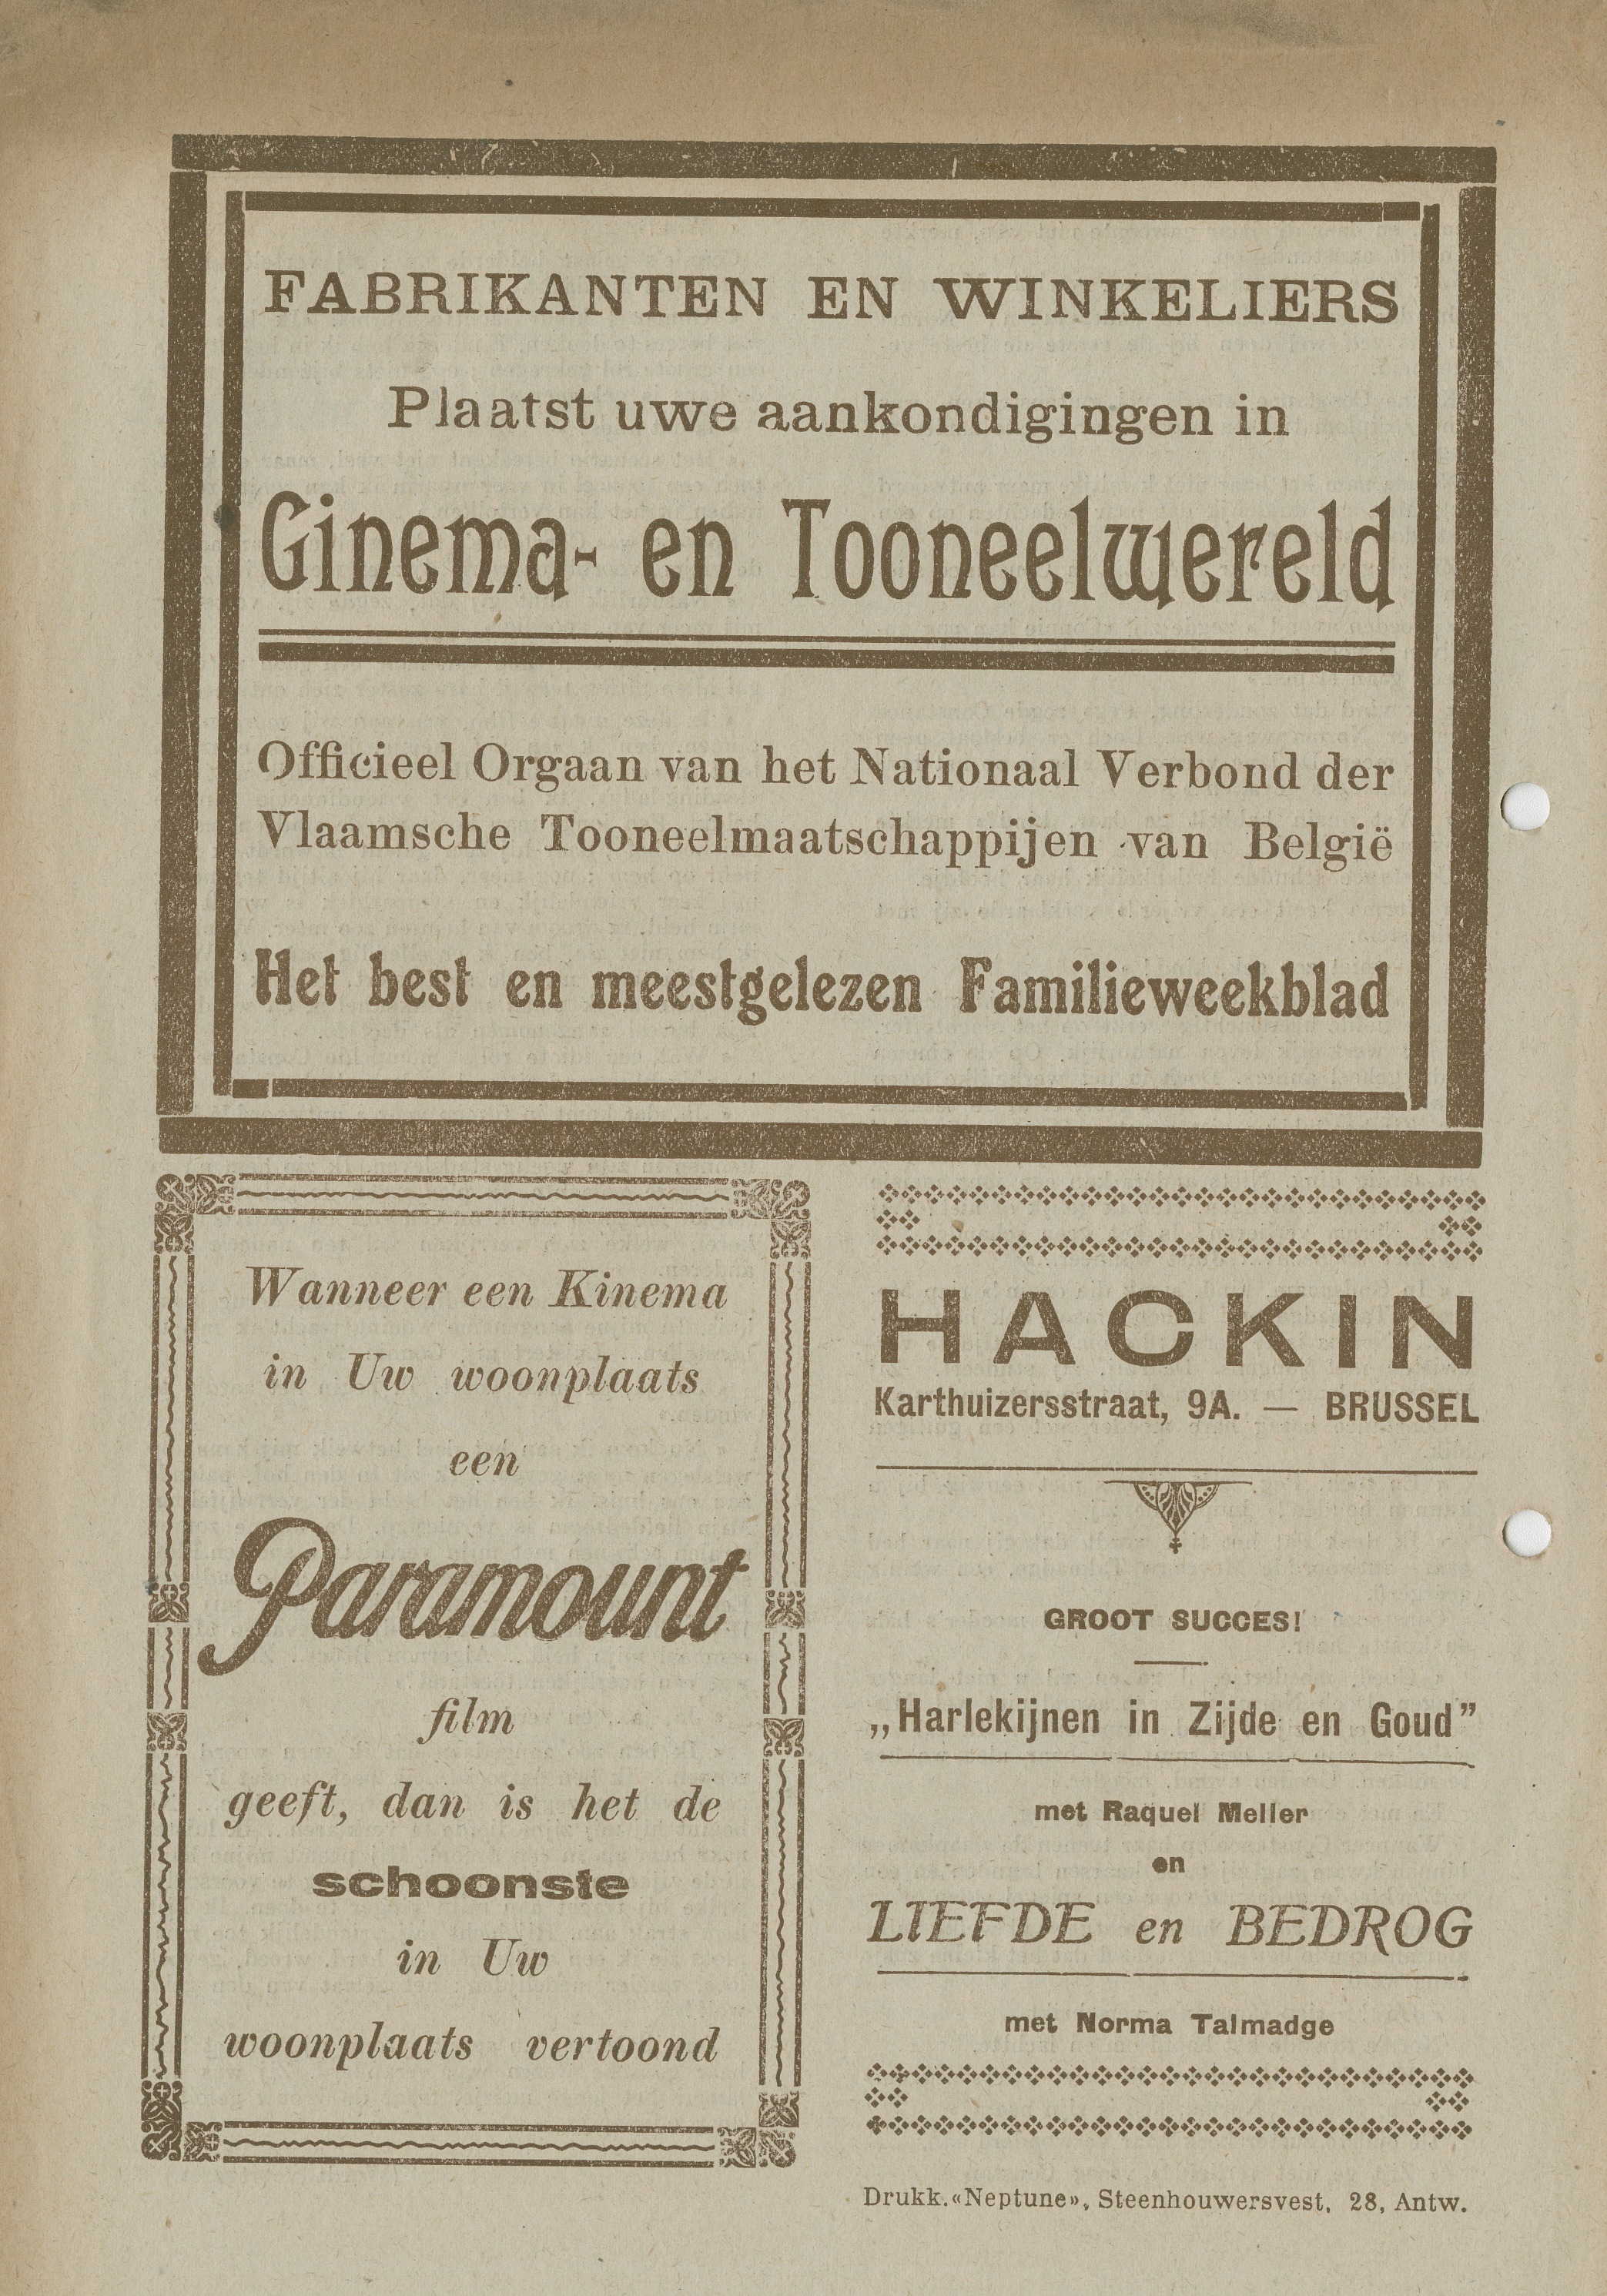 FABRIKANTEN EN WINKELIERS
Plaatst uwe aankondigingen in
Cinema- en Tooneelwereld
Officieel Orgaan van het Nationaal Verbond der
Vlaamsche Tooneelmaatschappijen van België
Het best en meestgelezen Familieweekblad
Wanneer een Kinema
in Uw woonplaats
een
Paramount
film
geeft, dan is het de
schoonste
in Uw
woonplaats vertoond
HACKIN
Karthuizersstraat, 9A. — BRUSSEL
GROOT SUCCES!
„Harlekijnen in Zijde en Goud”
met Raquel Meller
en
LIEFDE en BEDROG
met Norma Talmadge
Drukk. «Neptune», Steenhouwersvest, 28, Antw.